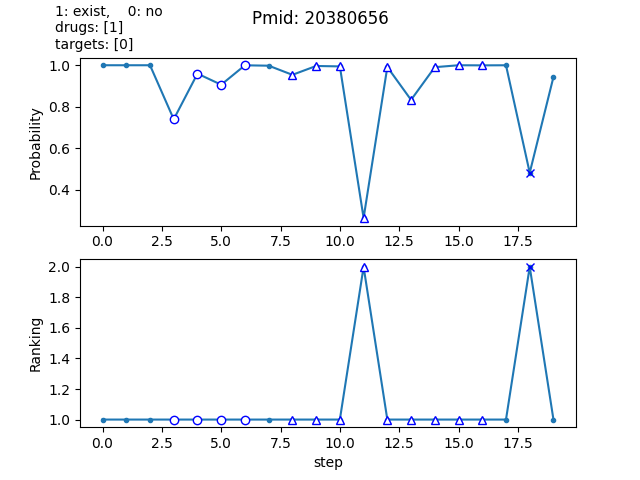 1: exist,    0: no
drugs: [1]
targets: [0]
Pmid: 20380656
Probability
1.0
0.8
0.6
0.4
0.0 2.5 5.0 7.5 10.0 12.5 15.0 17.5
Ranking
2.0
1.8
1.6
1.4
1.2
1.0
0.0 2.5 5.0 7.5 10.0 12.5 15.0 17.5
step